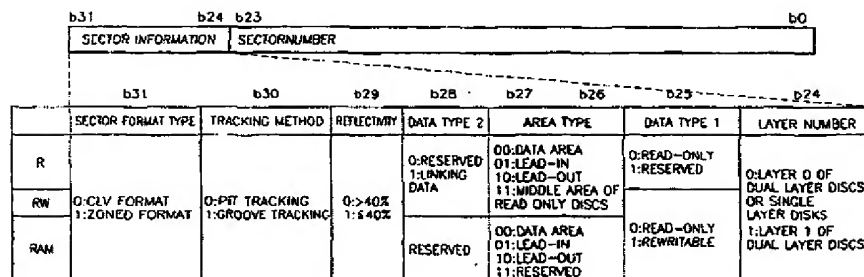 b31 b24 b23 b0
SECTOR INFORMATION SECTORNUMBER
b31 b30 b29 b28 b27 b26 b25 b24
SECTOR FORMAT TYPE TRACKING METHOD REFLECTIVITY DATA TYPE 2 AREA TYPE DATA TYPE 1 LAYER NUMBER
R
RW
RAM
0:CLV FORMAT
1:ZONED FORMAT
0:PIT TRACKING
1:GROOVE TRACKING
0:>40%
1:≤40%
0:RESERVED
1:LINKING
DATA
RESERVED
00:DATA AREA
01:LEAD-IN
10:LEAD-OUT
11:MIDDLE AREA OF
READ ONLY DISCS
00:DATA AREA
01:LEAD-IN
10:LEAD-OUT
11:RESERVED
0:READ-ONLY
1:RESERVED
0:READ-ONLY
1:REWRITABLE
0:LAYER 0 OF
DUAL LAYER DISCS
OR SINGLE
LAYER DISKS
1:LAYER 1 OF
DUAL LAYER DISCS